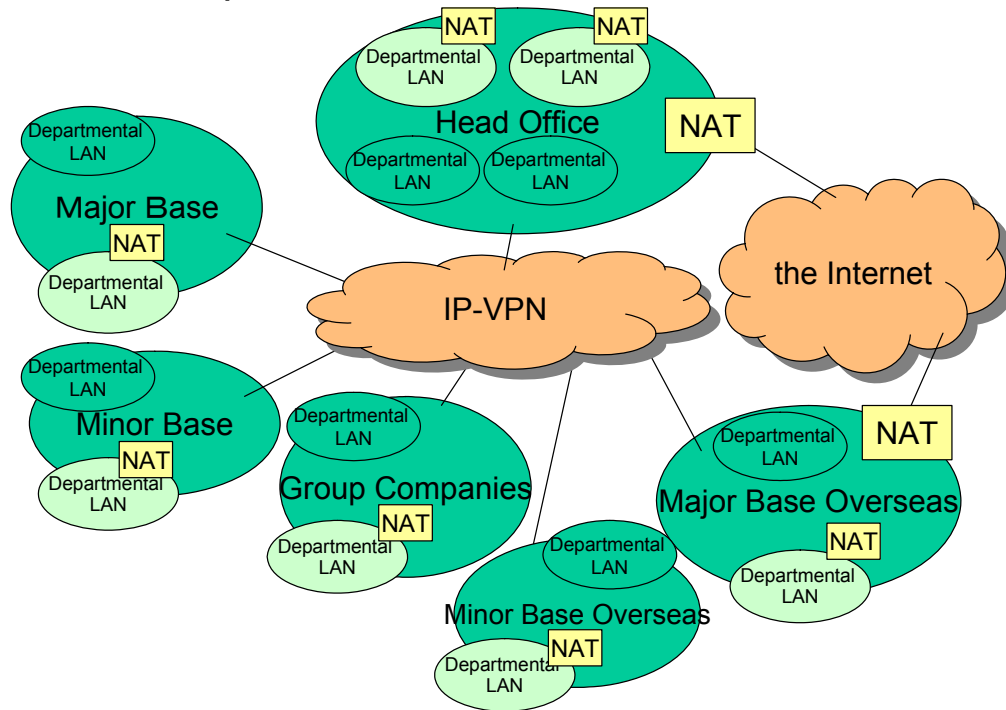 NAT
NAT
Departmental
LAN
Departmental
LAN
Head Office
NAT
Departmental
LAN
Departmental
LAN
Departmental
LAN
Major Base
NAT
Departmental
LAN
the Internet
IP-VPN
Departmental
LAN
Minor Base
NAT
Departmental
LAN
Departmental
LAN
Group Companies
NAT
Departmental
LAN
Departmental
LAN
NAT
Major Base Overseas
NAT
Departmental
LAN
Departmental
LAN
Minor Base Overseas
NAT
Departmental
LAN